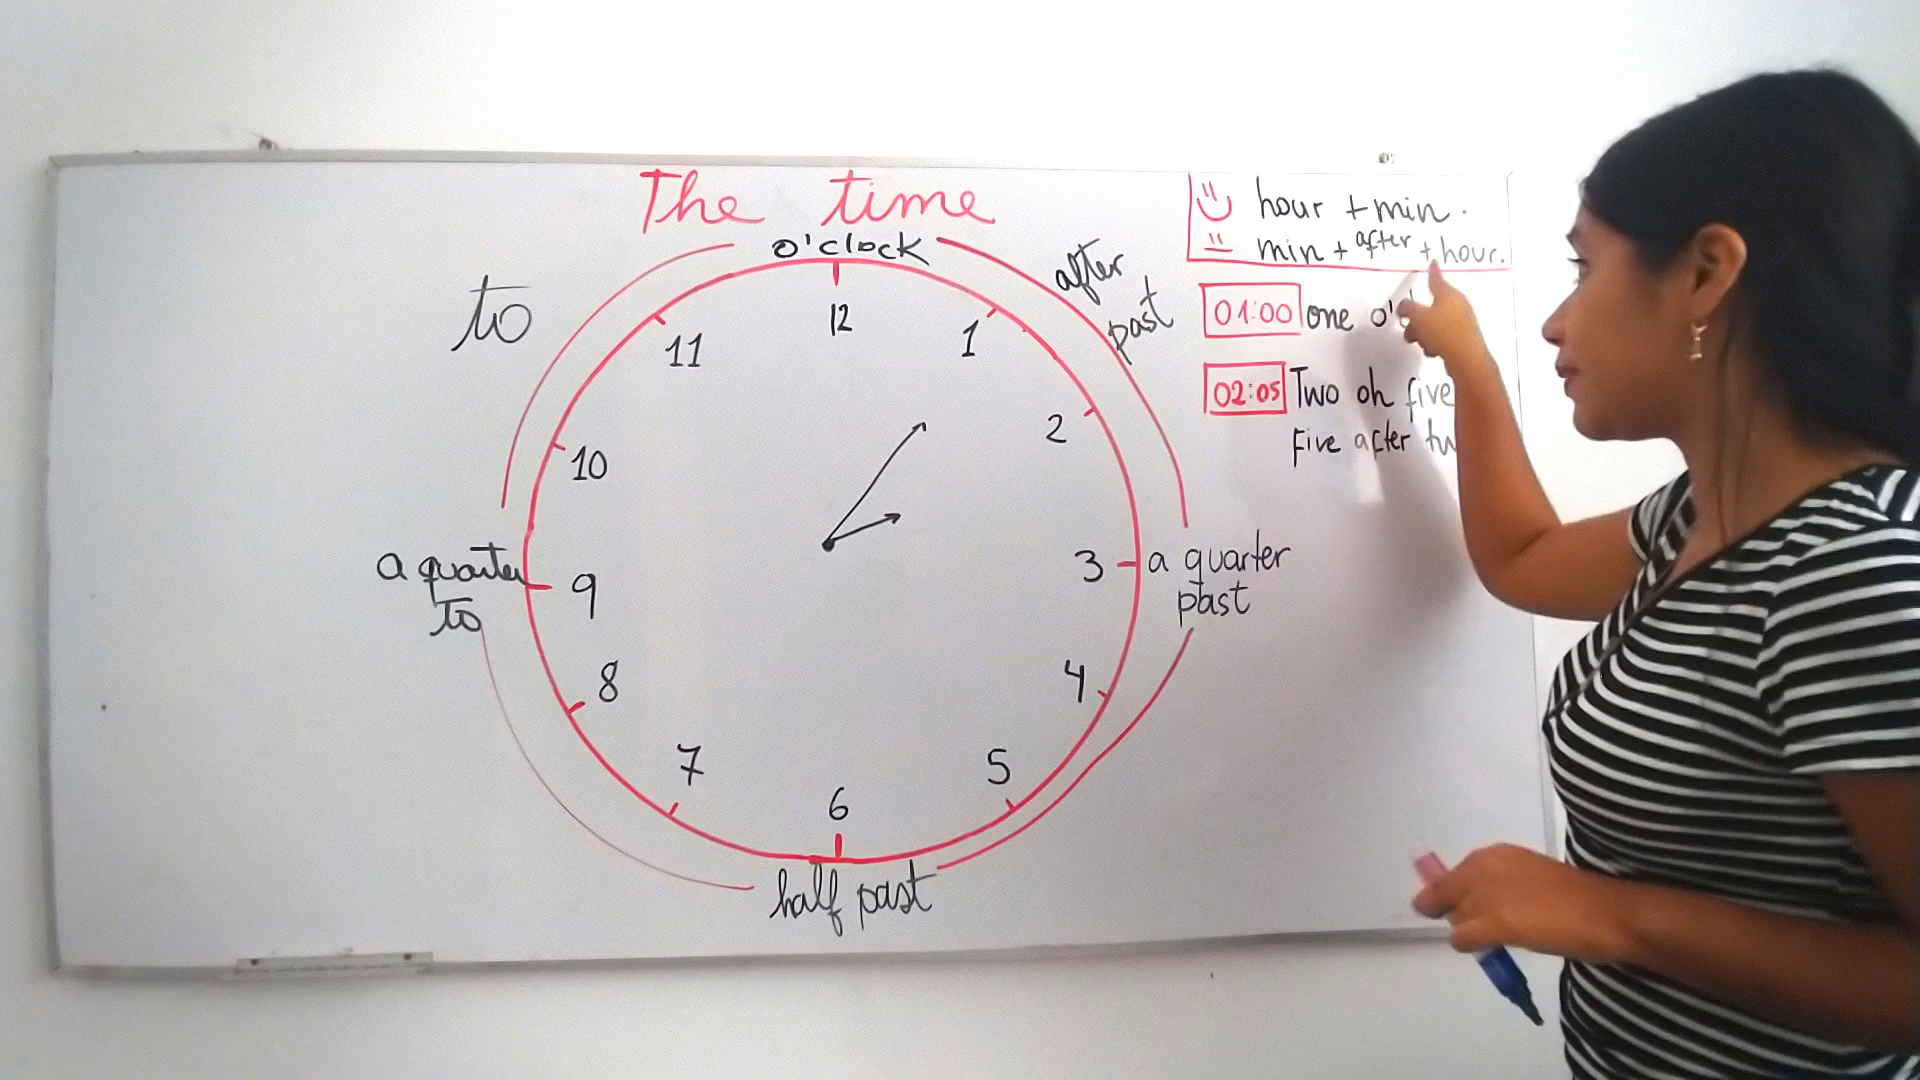 The time
o'clock
to
after
past
12
1
2
3
4
5
6
7
8
9
10
11
a quarter
past
half past
a quarter
to
hour + min.
min + after + hour.
01:00 one
02:05 Two oh five
Five after